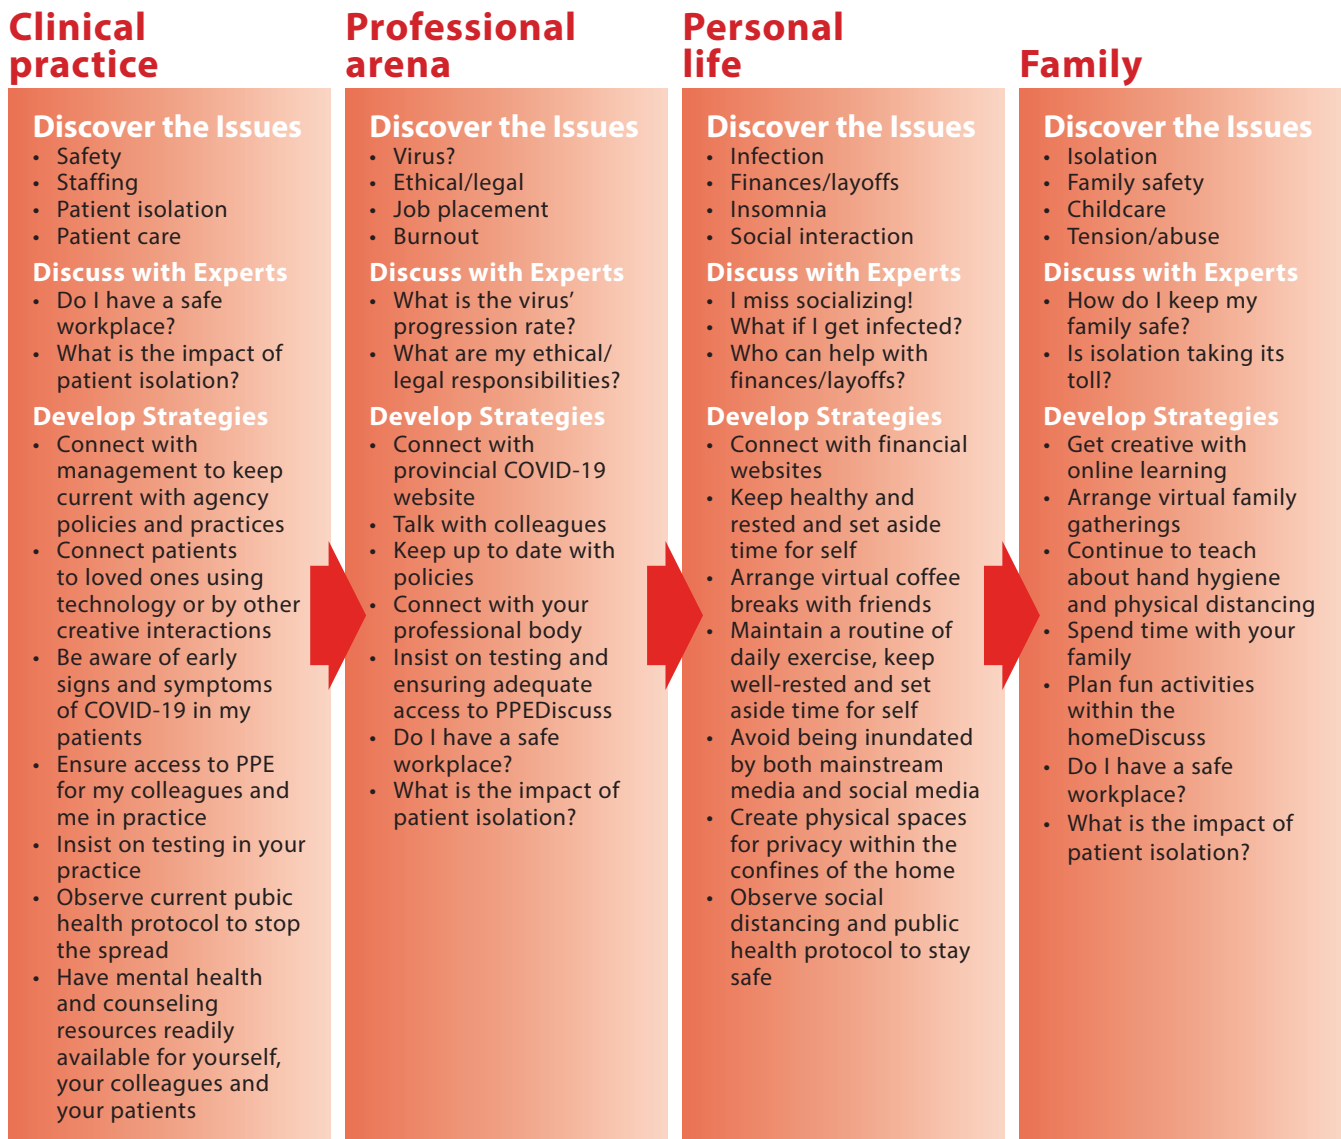 Clinical
practice
Discover the Issues
• Safety
• Staffing
• Patient isolation
• Patient care
Discuss with Experts
• Do I have a safe
workplace?
• What is the impact of
patient isolation?
Develop Strategies
• Connect with
management to keep
current with agency
policies and practices
• Connect patients
to loved ones using
technology or by other
creative interactions
• Be aware of early
signs and symptoms
of COVID-19 in my
patients
• Ensure access to PPE
for my colleagues and
me in practice
• Insist on testing in your
practice
• Observe current pubic
health protocol to stop
the spread
• Have mental health
and counseling
resources readily
available for yourself,
your colleagues and
your patients
Professional
arena
Discover the Issues
• Virus?
• Ethical/legal
• Job placement
• Burnout
Discuss with Experts
• What is the virus’
progression rate?
• What are my ethical/
legal responsibilities?
Develop Strategies
• Connect with
provincial COVID-19
website
• Talk with colleagues
• Keep up to date with
policies
• Connect with your
professional body
• Insist on testing and
ensuring adequate
access to PPEDiscuss
• Do I have a safe
workplace?
• What is the impact of
patient isolation?
Personal
life
Discover the Issues
• Infection
• Finances/layoffs
• Insomnia
• Social interaction
Discuss with Experts
• I miss socializing!
• What if I get infected?
• Who can help with
finances/layoffs?
Develop Strategies
• Connect with financial
websites
• Keep healthy and
rested and set aside
time for self
• Arrange virtual coffee
breaks with friends
• Maintain a routine of
daily exercise, keep
well-rested and set
aside time for self
• Avoid being inundated
by both mainstream
media and social media
• Create physical spaces
for privacy within the
confines of the home
• Observe social
distancing and public
health protocol to stay
safe
Family
Discover the Issues
• Isolation
• Family safety
• Childcare
• Tension/abuse
Discuss with Experts
• How do I keep my
family safe?
• Is isolation taking its
toll?
Develop Strategies
• Get creative with
online learning
• Arrange virtual family
gatherings
• Continue to teach
about hand hygiene
and physical distancing
• Spend time with your
family
• Plan fun activities
within the
homeDiscuss
• Do I have a safe
workplace?
• What is the impact of
patient isolation?